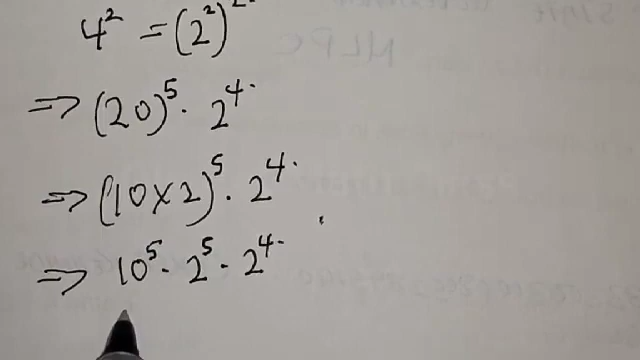 4² = (2²)²
=> (20)⁵ · 2⁴·
=> (10 × 2)⁵ · 2⁴·
=> 10⁵ · 2⁵ · 2⁴·